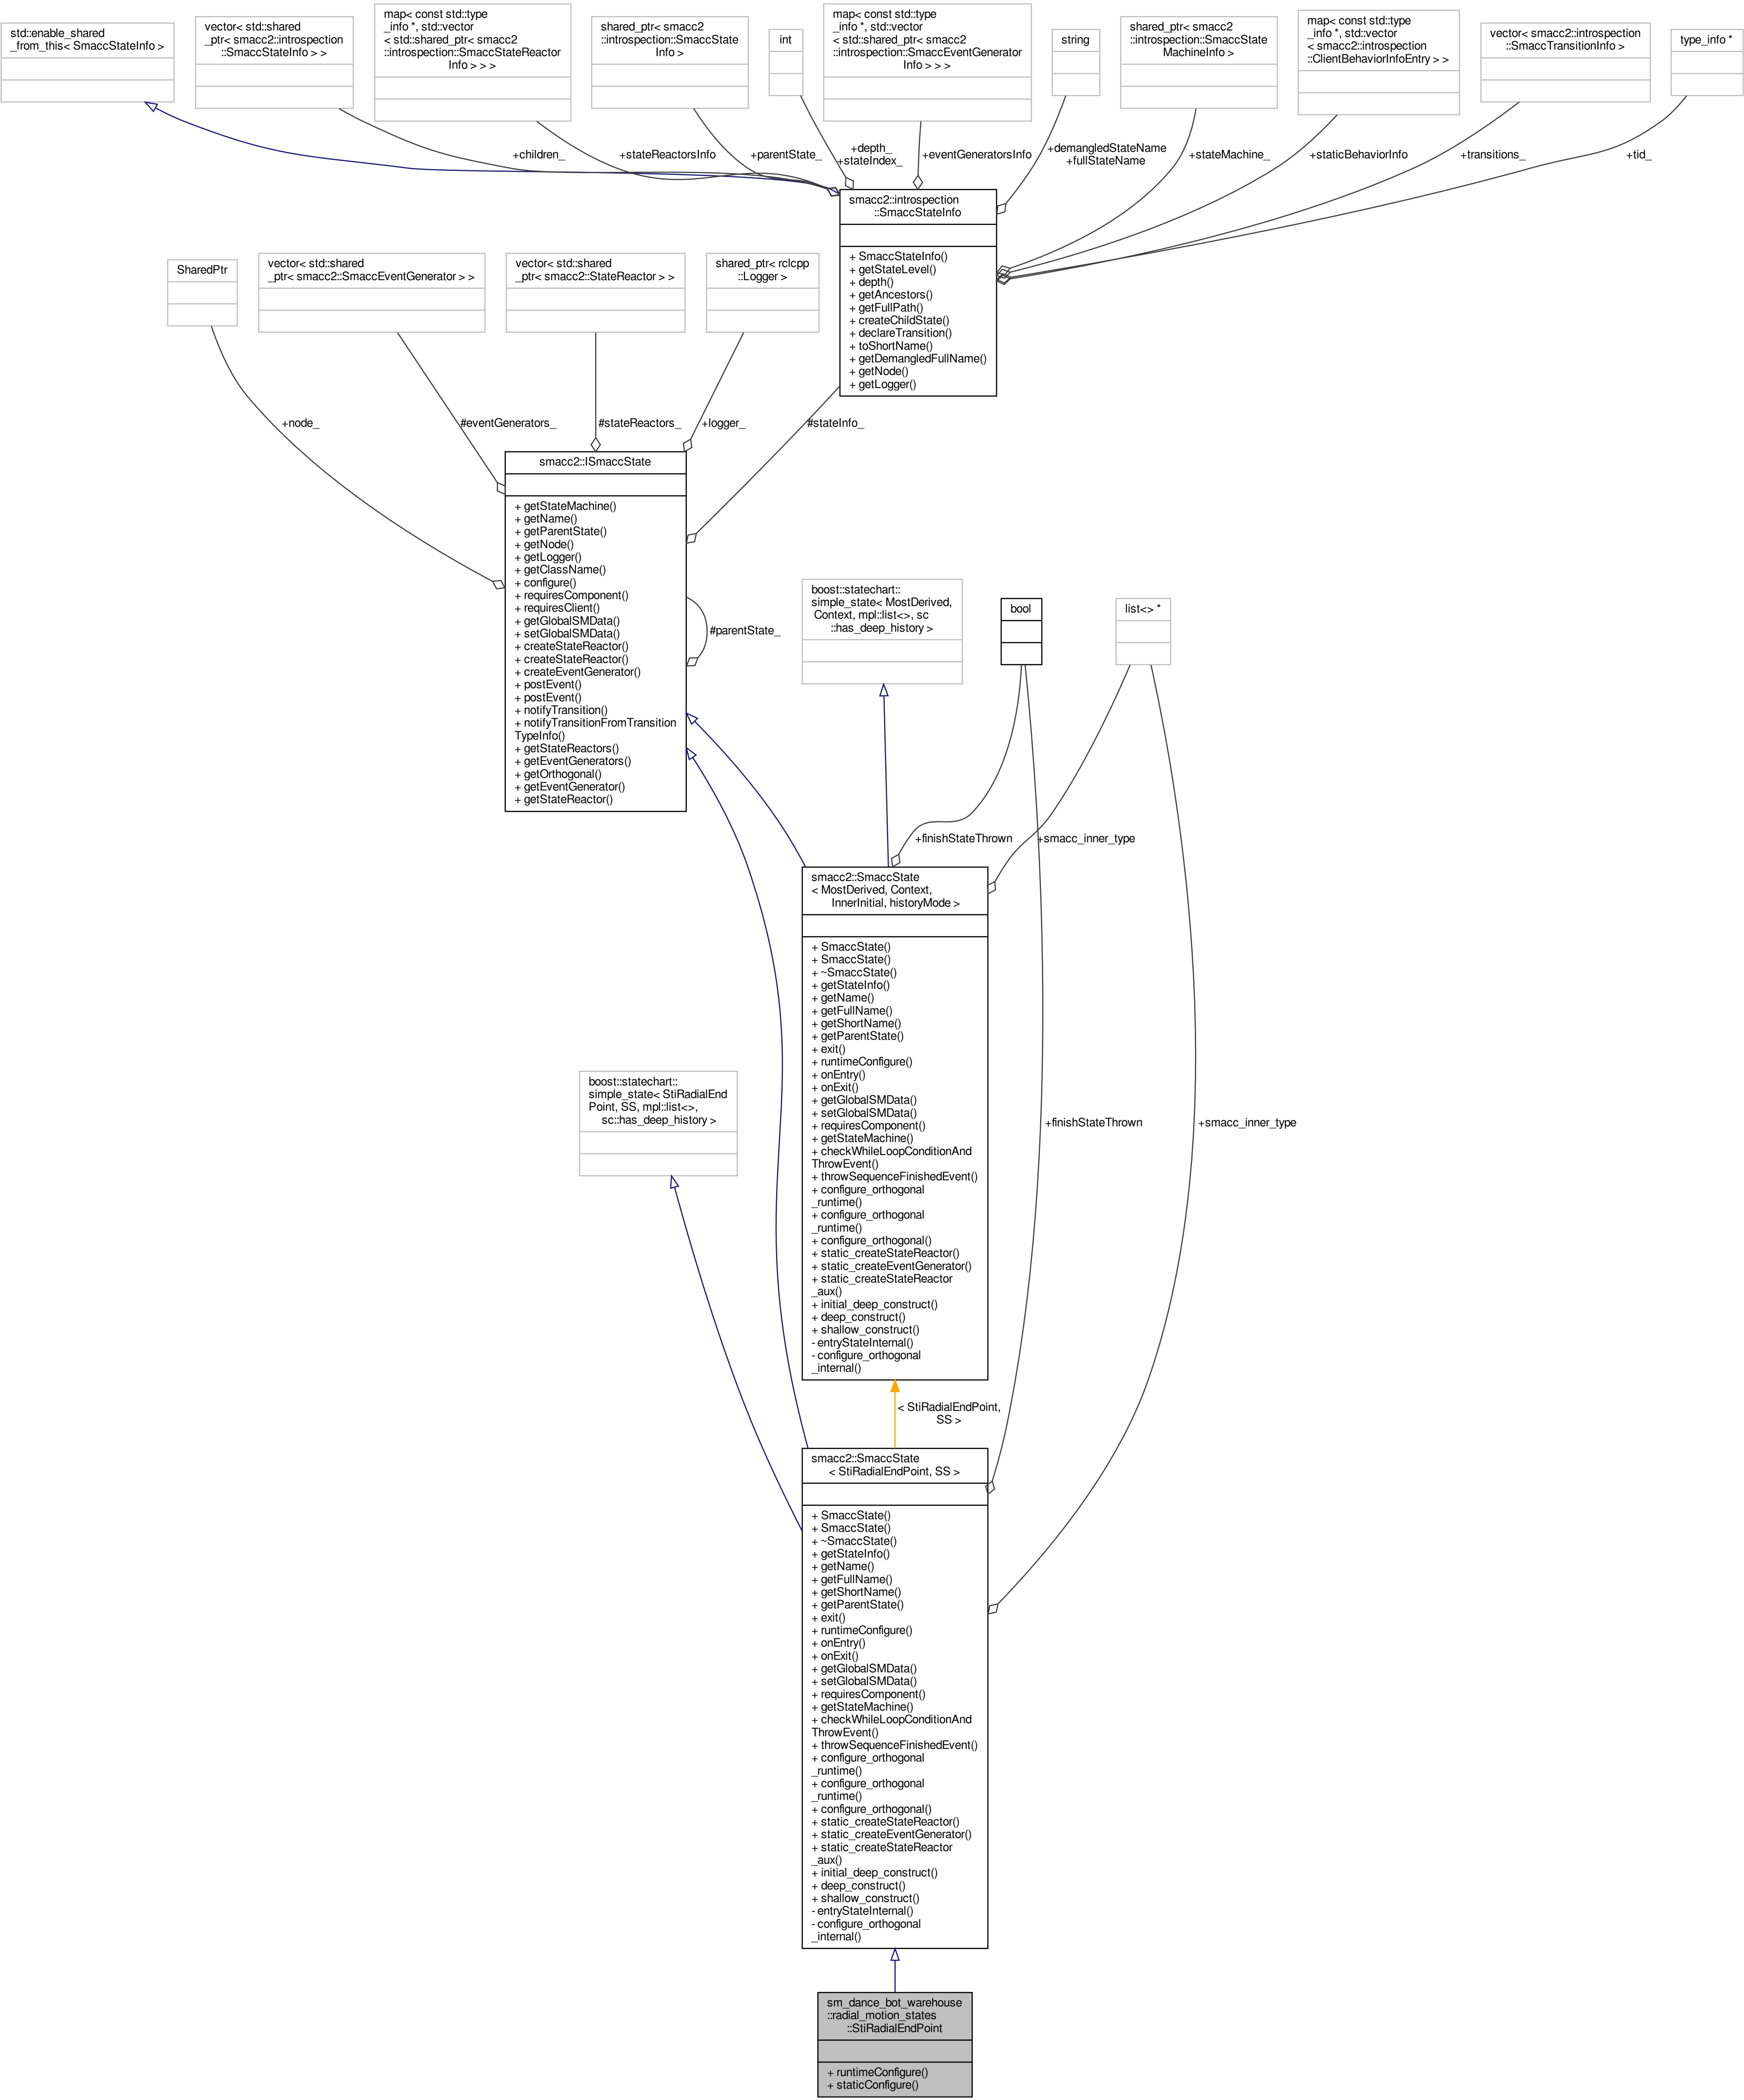 std::enable_shared
_from_this< SmaccStateInfo >
vector< std::shared
_ptr< smacc2::introspection
::SmaccStateInfo > >
map< const std::type
_info *, std::vector
< std::shared_ptr< smacc2
::introspection::SmaccStateReactor
Info > > >
shared_ptr< smacc2
::introspection::SmaccState
Info >
int
map< const std::type
_info *, std::vector
< std::shared_ptr< smacc2
::introspection::SmaccEventGenerator
Info > > >
string
shared_ptr< smacc2
::introspection::SmaccState
MachineInfo >
map< const std::type
_info *, std::vector
< smacc2::introspection
::ClientBehaviorInfoEntry > >
vector< smacc2::introspection
::SmaccTransitionInfo >
type_info *
+children_
+stateReactorsInfo
+parentState_
+depth_
+stateIndex_
+eventGeneratorsInfo
+demangledStateName
+fullStateName
+stateMachine_
+staticBehaviorInfo
+transitions_
+tid_
smacc2::introspection
::SmaccStateInfo
+ SmaccStateInfo()
+ getStateLevel()
+ depth()
+ getAncestors()
+ getFullPath()
+ createChildState()
+ declareTransition()
+ toShortName()
+ getDemangledFullName()
+ getNode()
+ getLogger()
SharedPtr
vector< std::shared
_ptr< smacc2::SmaccEventGenerator > >
vector< std::shared
_ptr< smacc2::StateReactor > >
shared_ptr< rclcpp
::Logger >
+node_
#eventGenerators_
#stateReactors_
+logger_
#stateInfo_
smacc2::ISmaccState
+ getStateMachine()
+ getName()
+ getParentState()
+ getNode()
+ getLogger()
+ getClassName()
+ configure()
+ requiresComponent()
+ requiresClient()
+ getGlobalSMData()
+ setGlobalSMData()
+ createStateReactor()
+ createStateReactor()
+ createEventGenerator()
+ postEvent()
+ postEvent()
+ notifyTransition()
+ notifyTransitionFromTransition
TypeInfo()
+ getStateReactors()
+ getEventGenerators()
+ getOrthogonal()
+ getEventGenerator()
+ getStateReactor()
#parentState_
boost::statechart::
simple_state< MostDerived,
Context, mpl::list<>, sc
::has_deep_history >
bool
list<> *
+finishStateThrown
+smacc_inner_type
smacc2::SmaccState
< MostDerived, Context,
InnerInitial, historyMode >
+ SmaccState()
+ SmaccState()
+ ~SmaccState()
+ getStateInfo()
+ getName()
+ getFullName()
+ getShortName()
+ getParentState()
+ exit()
+ runtimeConfigure()
+ onEntry()
+ onExit()
+ getGlobalSMData()
+ setGlobalSMData()
+ requiresComponent()
+ getStateMachine()
+ checkWhileLoopConditionAnd
ThrowEvent()
+ throwSequenceFinishedEvent()
+ configure_orthogonal
_runtime()
+ configure_orthogonal
_runtime()
+ configure_orthogonal()
+ static_createStateReactor()
+ static_createEventGenerator()
+ static_createStateReactor
_aux()
+ initial_deep_construct()
+ deep_construct()
+ shallow_construct()
- entryStateInternal()
- configure_orthogonal
_internal()
boost::statechart::
simple_state< StiRadialEnd
Point, SS, mpl::list<>,
sc::has_deep_history >
+finishStateThrown
+smacc_inner_type
< StiRadialEndPoint,
SS >
smacc2::SmaccState
< StiRadialEndPoint, SS >
+ SmaccState()
+ SmaccState()
+ ~SmaccState()
+ getStateInfo()
+ getName()
+ getFullName()
+ getShortName()
+ getParentState()
+ exit()
+ runtimeConfigure()
+ onEntry()
+ onExit()
+ getGlobalSMData()
+ setGlobalSMData()
+ requiresComponent()
+ getStateMachine()
+ checkWhileLoopConditionAnd
ThrowEvent()
+ throwSequenceFinishedEvent()
+ configure_orthogonal
_runtime()
+ configure_orthogonal
_runtime()
+ configure_orthogonal()
+ static_createStateReactor()
+ static_createEventGenerator()
+ static_createStateReactor
_aux()
+ initial_deep_construct()
+ deep_construct()
+ shallow_construct()
- entryStateInternal()
- configure_orthogonal
_internal()
sm_dance_bot_warehouse
::radial_motion_states
::StiRadialEndPoint
+ runtimeConfigure()
+ staticConfigure()